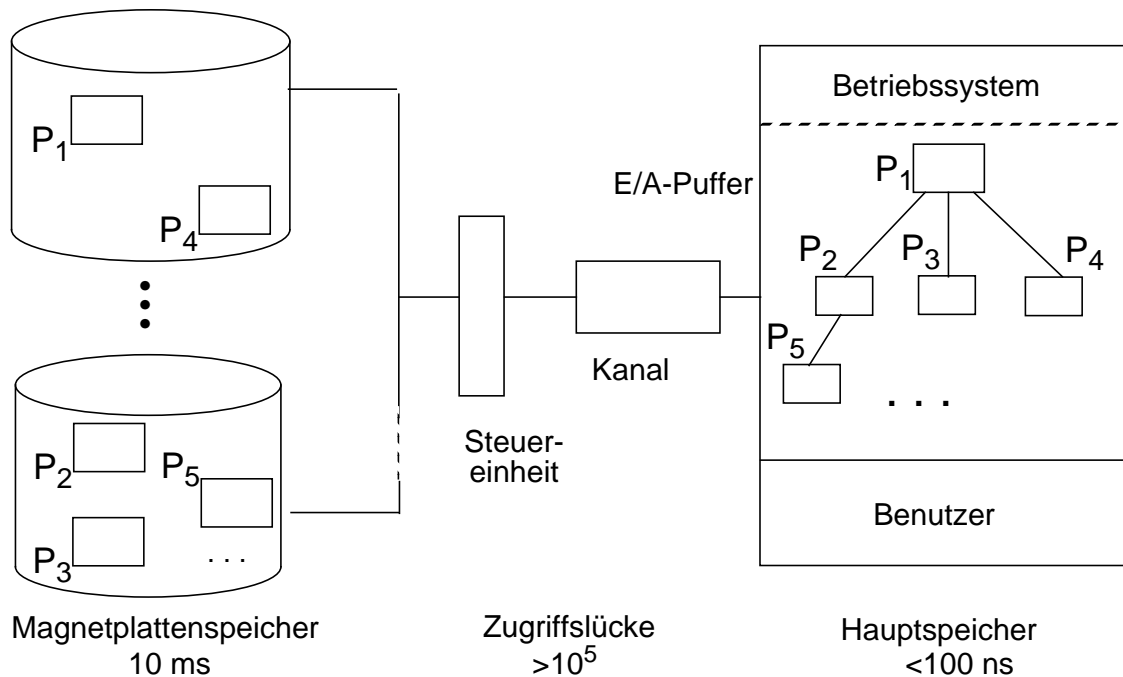 P1
P4
P2
P5
P3
. . .
Magnetplattenspeicher
10 ms
Steuer-
einheit
Kanal
E/A-Puffer
Zugriffslücke
>10^5
Betriebssystem
P1
P2
P3
P4
P5
. . .
Benutzer
Hauptspeicher
<100 ns